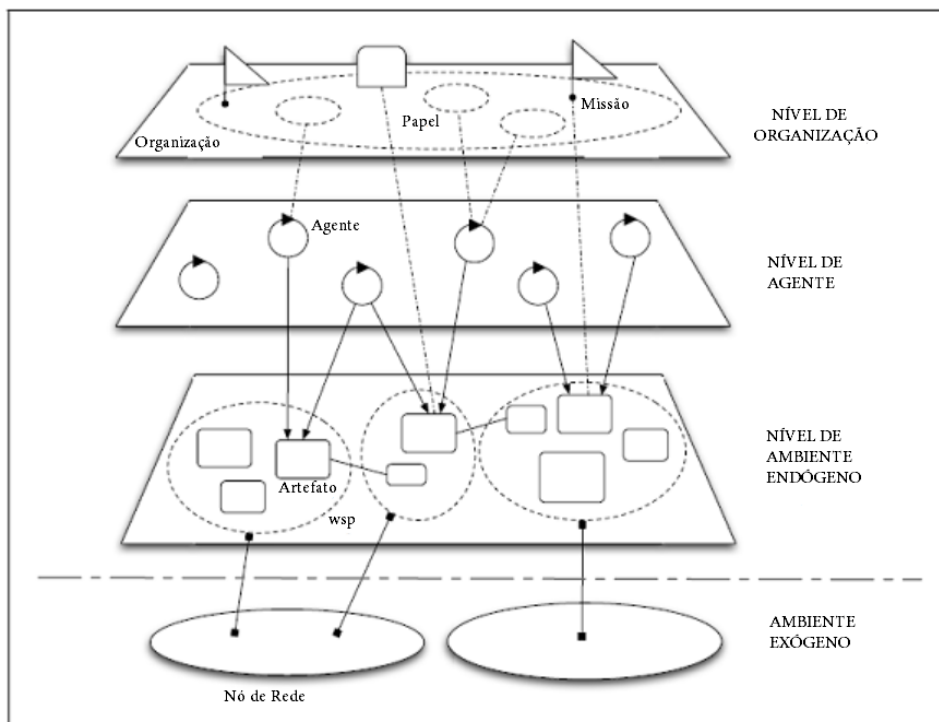 Missão
Papel
Organização
NÍVEL DE
ORGANIZAÇÃO
Agente
NÍVEL DE
AGENTE
Artefato
wsp
NÍVEL DE
AMBIENTE
ENDÓGENO
AMBIENTE
EXÓGENO
Nó de Rede